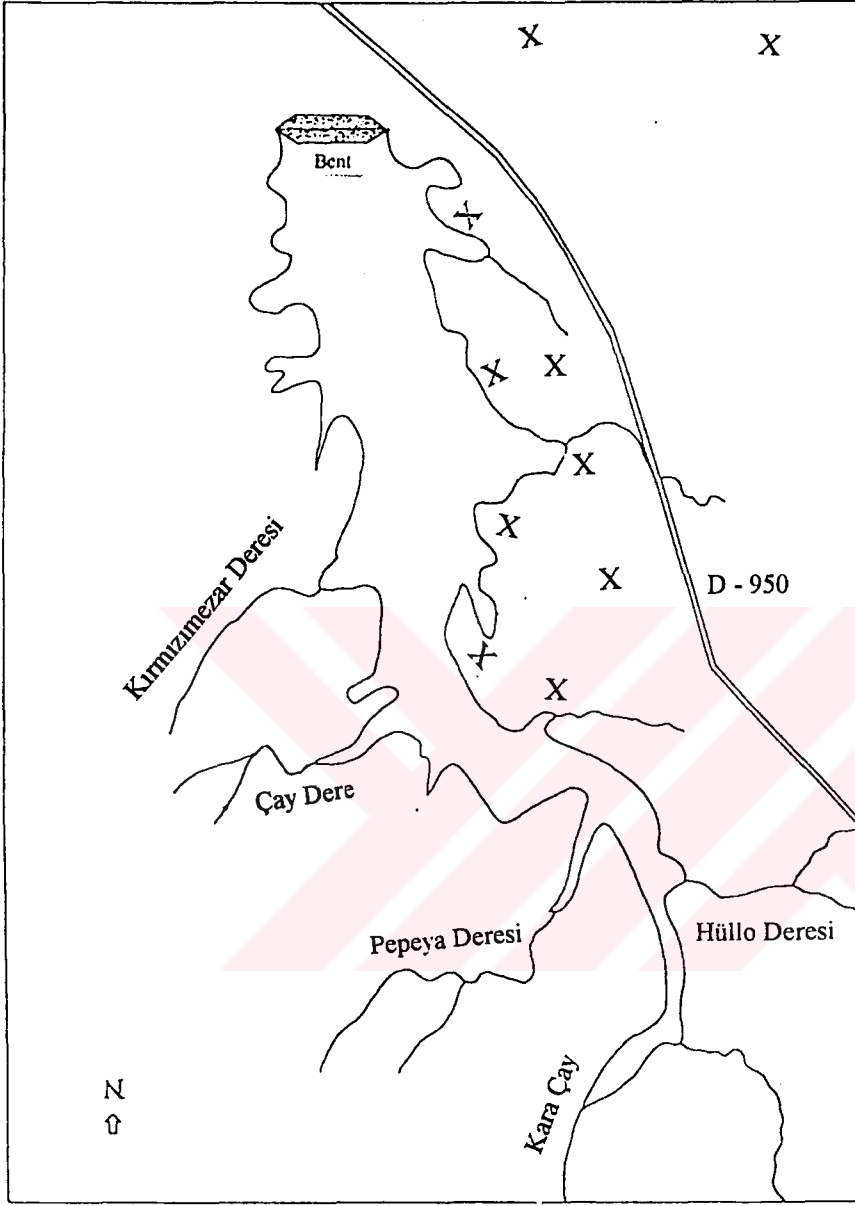 X
X
Bent
X
X
X
X
X
X
D - 950
Kırmızımezar Deresi
X
X
Çay Dere
Pepeya Deresi
Hüllo Deresi
Kara Çay
N